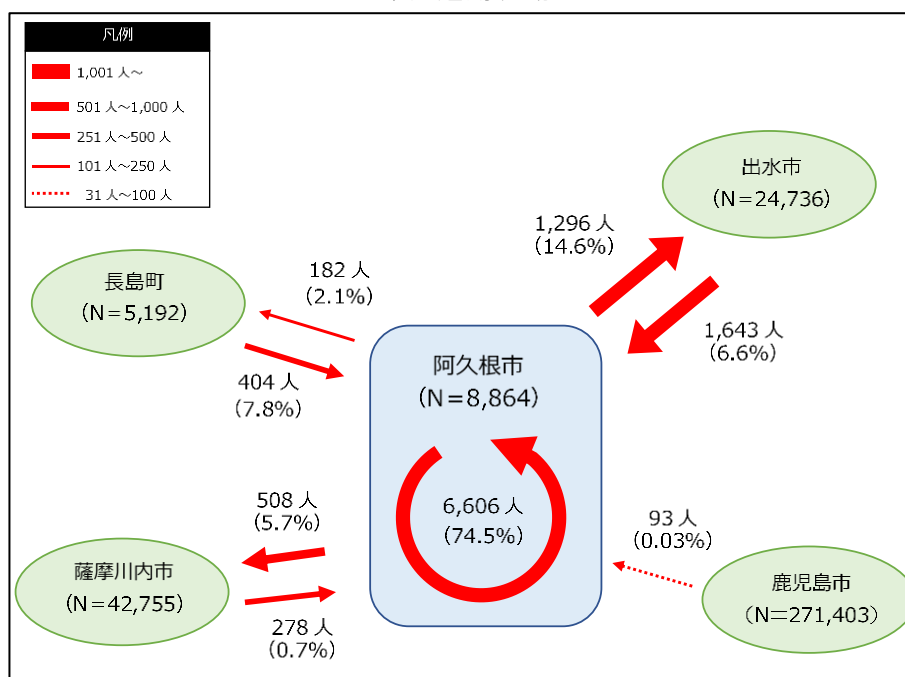 凡例
1,001 人～
501 人～1,000 人
251 人～500 人
101 人～250 人
31 人～100 人
出水市
（N＝24,736）
1,296 人
(14.6%)
1,643 人
(6.6%)
長島町
（N＝5,192）
182 人
(2.1%)
404 人
(7.8%)
阿久根市
（N＝8,864）
6,606 人
(74.5%)
508 人
(5.7%)
薩摩川内市
（N＝42,755）
278 人
(0.7%)
93 人
(0.03%)
鹿児島市
（N＝271,403）